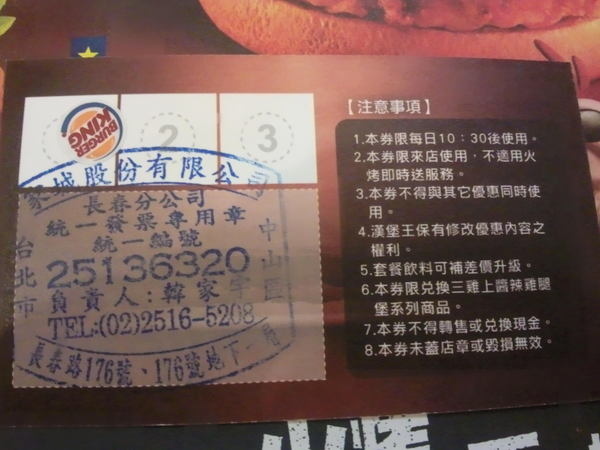 BURGER KING
2
3
家城股份有限公司
長春分公司
統一發票專用章
統一編號
25136320
負責人:韓家宇
TEL:(02)2516-5208
台北市
中山區
長春路176號、176號地下一層
【注意事項】
1.本券限每日10:30後使用。
2.本券限來店使用,不適用火
烤即時送服務。
3.本券不得與其它優惠同時使
用。
4.漢堡王保有修改優惠內容之
權利。
5.套餐飲料可補差價升級。
6.本券限兌換三雞上醬辣雞腿
堡系列商品。
7.本券不得轉售或兌換現金。
8.本券未蓋店章或毀損無效。